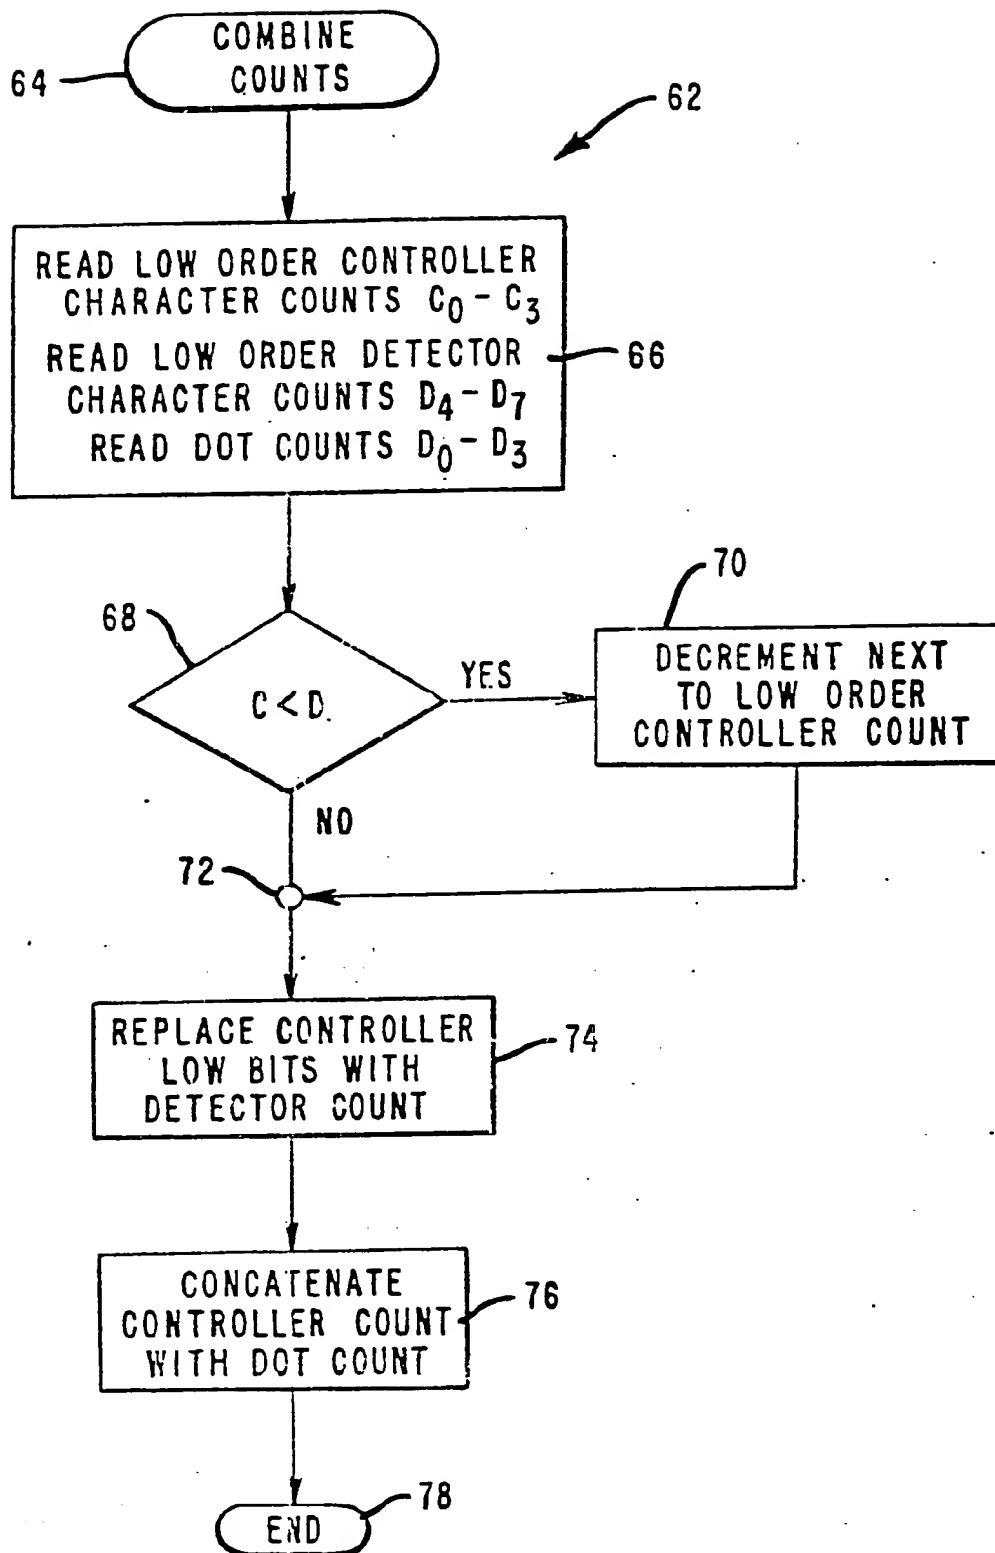 COMBINE
COUNTS
64
62
READ LOW ORDER CONTROLLER
CHARACTER COUNTS C₀-C₃
READ LOW ORDER DETECTOR
CHARACTER COUNTS D₄-D₇
READ DOT COUNTS D₀-D₃
66
68
C<D
YES
70
DECREMENT NEXT
TO LOW ORDER
CONTROLLER COUNT
NO
72
REPLACE CONTROLLER
LOW BITS WITH
DETECTOR COUNT
74
CONCATENATE
CONTROLLER COUNT
WITH DOT COUNT
76
END
78